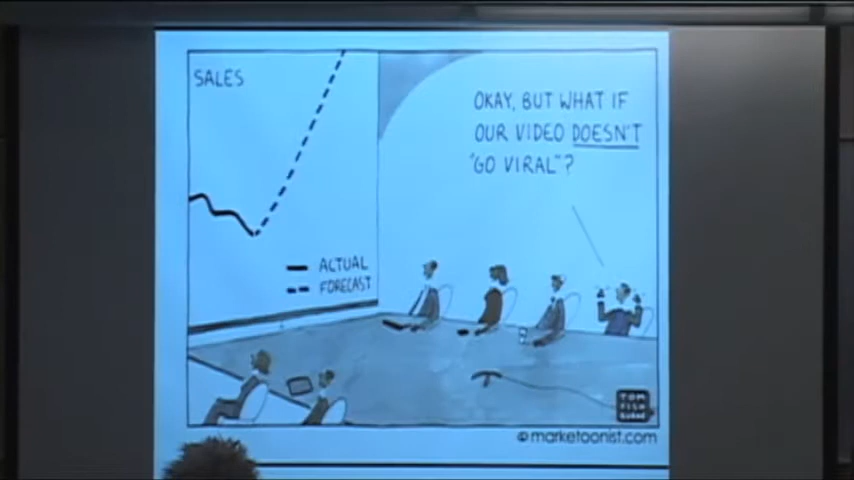 SALES
OKAY, BUT WHAT IF
OUR VIDEO DOESN'T
"GO VIRAL"?
ACTUAL
FORECAST
TOM
FISH
BURNE
© marketoonist.com